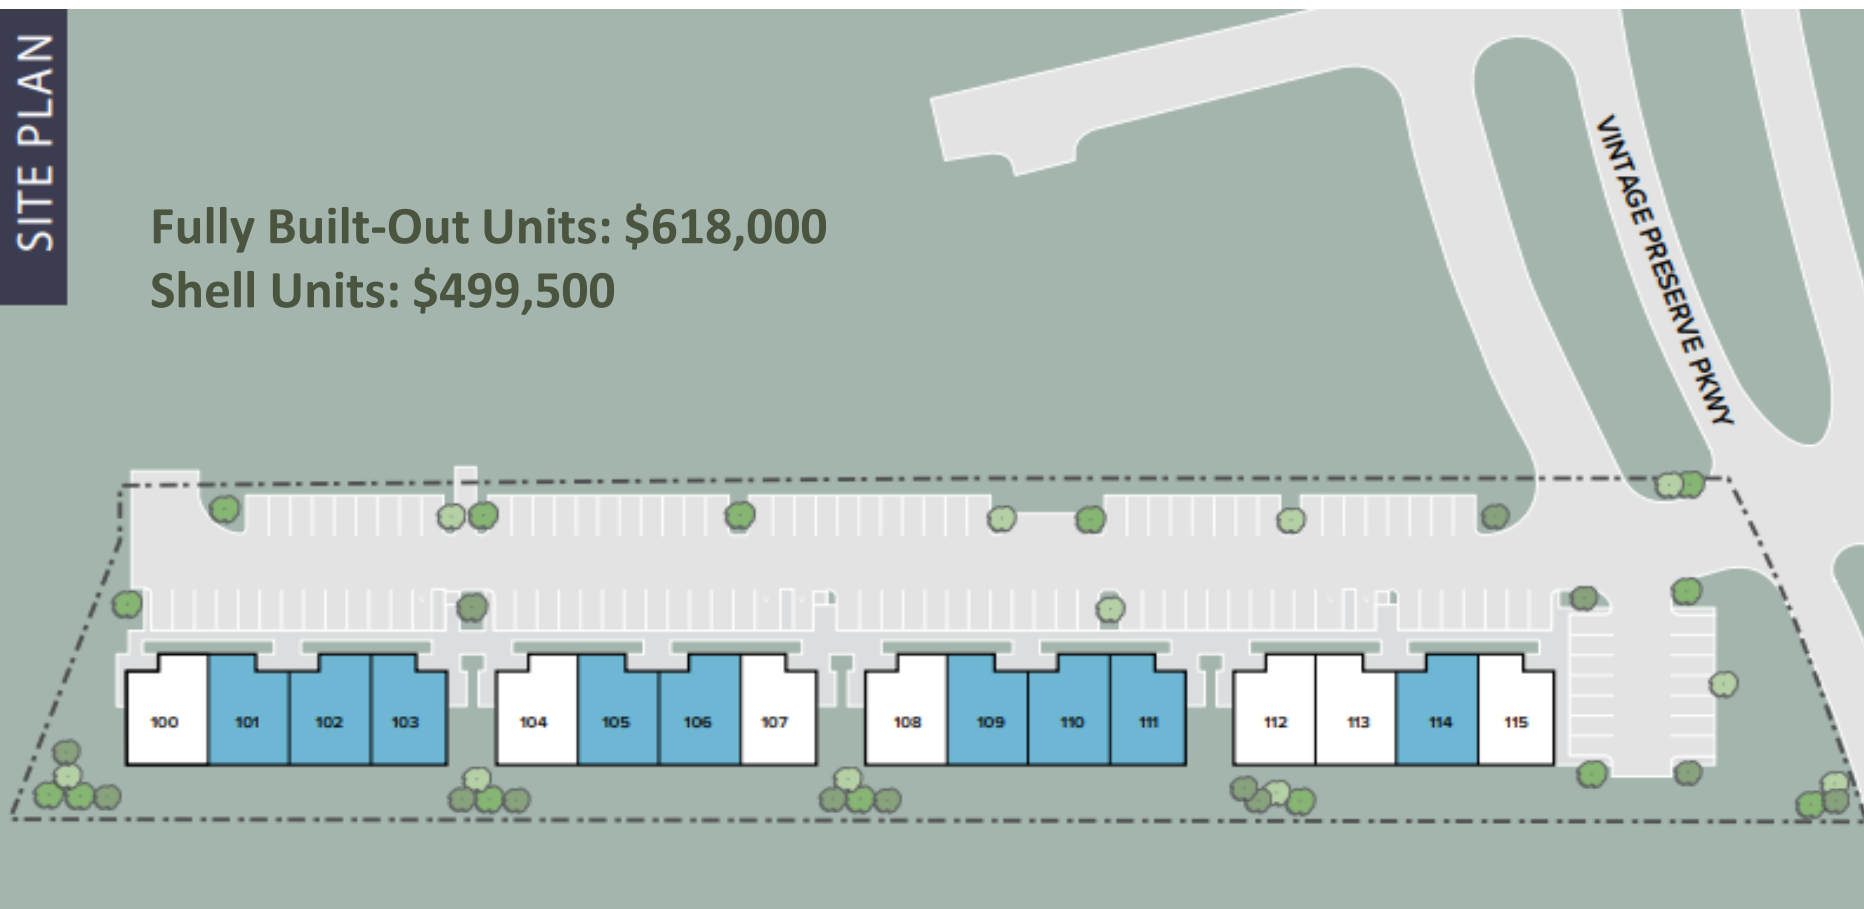 SITE PLAN
Fully Built-Out Units: $618,000
Shell Units: $499,500
VINTAGE PRESERVE PKWY
100 101 102 103 104 105 106 107 108 109 110 111 112 113 114 115